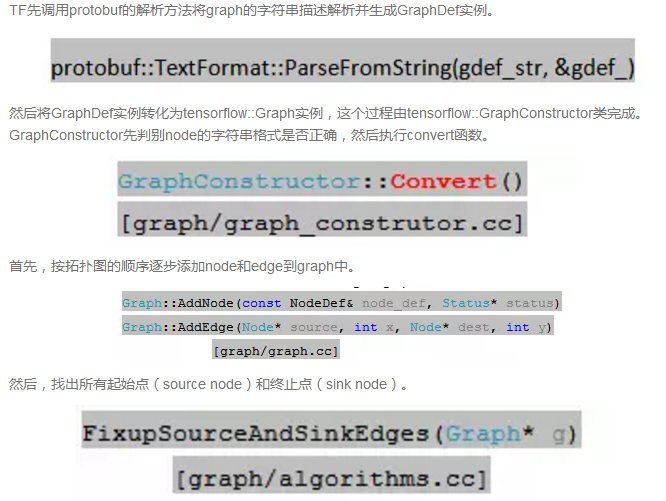 TF先调用protobuf的解析方法将graph的字符串描述解析并生成GraphDef实例。
protobuf::TextFormat::ParseFromString(gdef_str, &gdef_)
然后将GraphDef实例转化为tensorflow::Graph实例，这个过程由tensorflow::GraphConstructor类完成。
GraphConstructor先判别node的字符串格式是否正确，然后执行convert函数。
GraphConstructor::Convert()
[graph/graph_construtor.cc]
首先，按拓扑图的顺序逐步添加node和edge到graph中。
Graph::AddNode(const NodeDef& node_def, Status* status)
Graph::AddEdge(Node* source, int x, Node* dest, int y)
[graph/graph.cc]
然后，找出所有起始点（source node）和终止点（sink node）。
FixupSourceAndSinkEdges(Graph* g)
[graph/algorithms.cc]